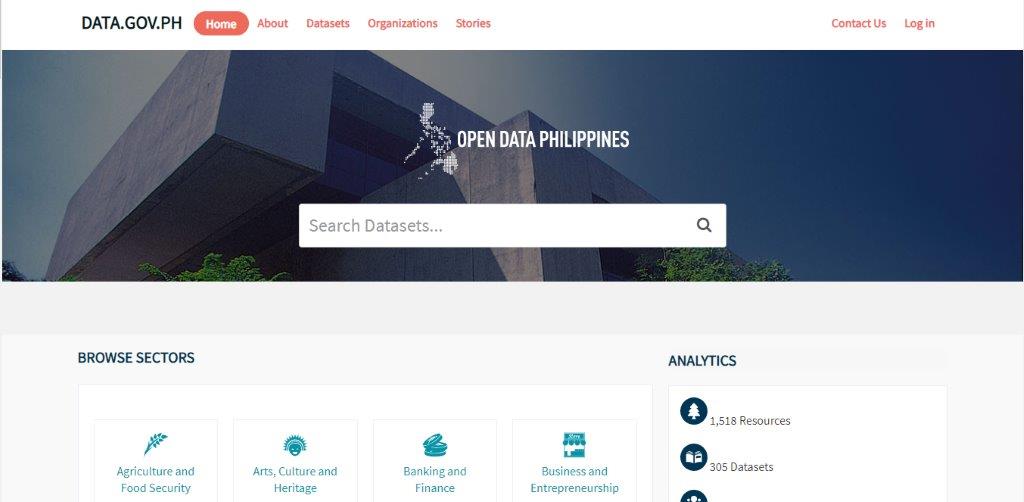 DATA.GOV.PH Home About Datasets Organizations Stories Contact Us Log in
OPEN DATA PHILIPPINES
Search Datasets...
BROWSE SECTORS
Agriculture and
Food Security
Arts, Culture and
Heritage
Banking and
Finance
Business and
Entrepreneurship
ANALYTICS
1,518 Resources
305 Datasets